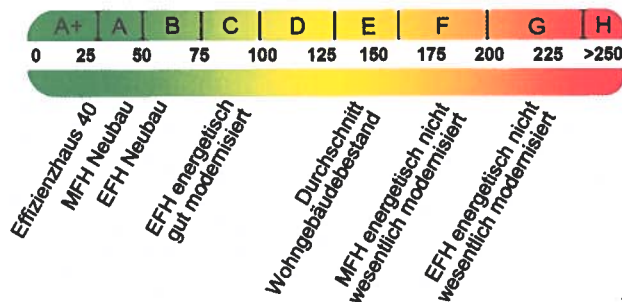 A+ A B C D E F G H
0 25 50 75 100 125 150 175 200 225 >250
Effizienzhaus 40
MFH Neubau
EFH Neubau
EFH energetisch
gut modernisiert
Durchschnitt
Wohngebäudebestand
MFH energetisch nicht
wesentlich modernisiert
EFH energetisch nicht
wesentlich modernisiert